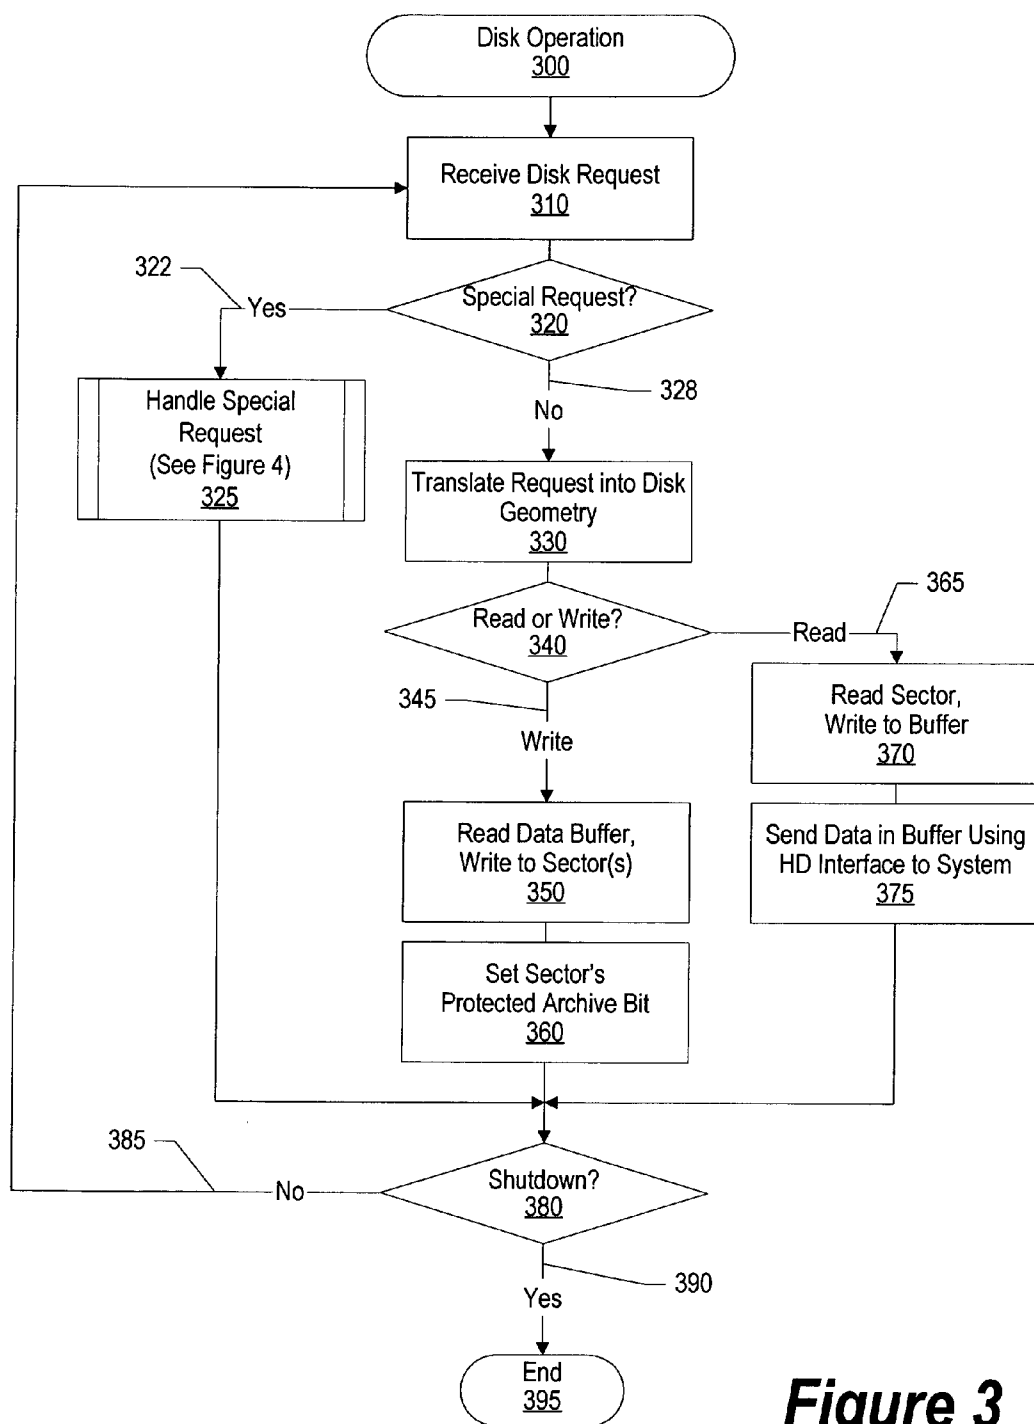 Disk Operation
300
Receive Disk Request
310
322
Yes
Special Request?
320
328
No
Handle Special
Request
(See Figure 4)
325
Translate Request into Disk
Geometry
330
365
Read or Write?
340
Read
345
Write
Read Sector,
Write to Buffer
370
Read Data Buffer,
Write to Sector(s)
350
Send Data in Buffer Using
HD Interface to System
375
Set Sector's
Protected Archive Bit
360
385
No
Shutdown?
380
390
Yes
End
395
Figure 3